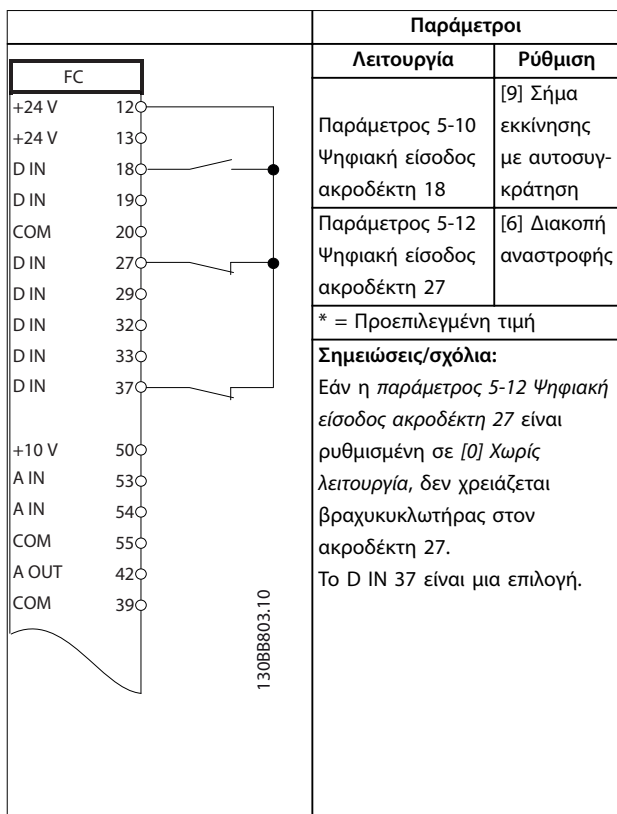 FC
+24 V 12
+24 V 13
D IN 18
D IN 19
COM 20
D IN 27
D IN 29
D IN 32
D IN 33
D IN 37
+10 V 50
A IN 53
A IN 54
COM 55
A OUT 42
COM 39
130BB803.10
Παράμετροι
Λειτουργία Ρύθμιση
Παράμετρος 5-10
Ψηφιακή είσοδος
ακροδέκτη 18
[9] Σήμα
εκκίνησης
με αυτοσυγ-
κράτηση
Παράμετρος 5-12
Ψηφιακή είσοδος
ακροδέκτη 27
[6] Διακοπή
αναστροφής
* = Προεπιλεγμένη τιμή
Σημειώσεις/σχόλια:
Εάν η παράμετρος 5-12 Ψηφιακή
είσοδος ακροδέκτη 27 είναι
ρυθμισμένη σε [0] Χωρίς
λειτουργία, δεν χρειάζεται
βραχυκυκλωτήρας στον
ακροδέκτη 27.
Το D IN 37 είναι μια επιλογή.